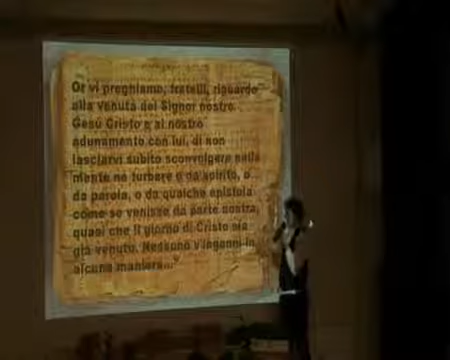 Or vi preghiamo, fratelli, riguardo
alla venuta del Signor nostro
Gesù Cristo e al nostro
adunamento con lui, di non
lasciarvi subito sconvolgere nella
mente né turbare o da spirito, o
da parola, o da qualche epistola
come se venisse da parte nostra,
quasi che il giorno di Cristo sia
già venuto. Nessuno v'inganni in
alcuna maniera...